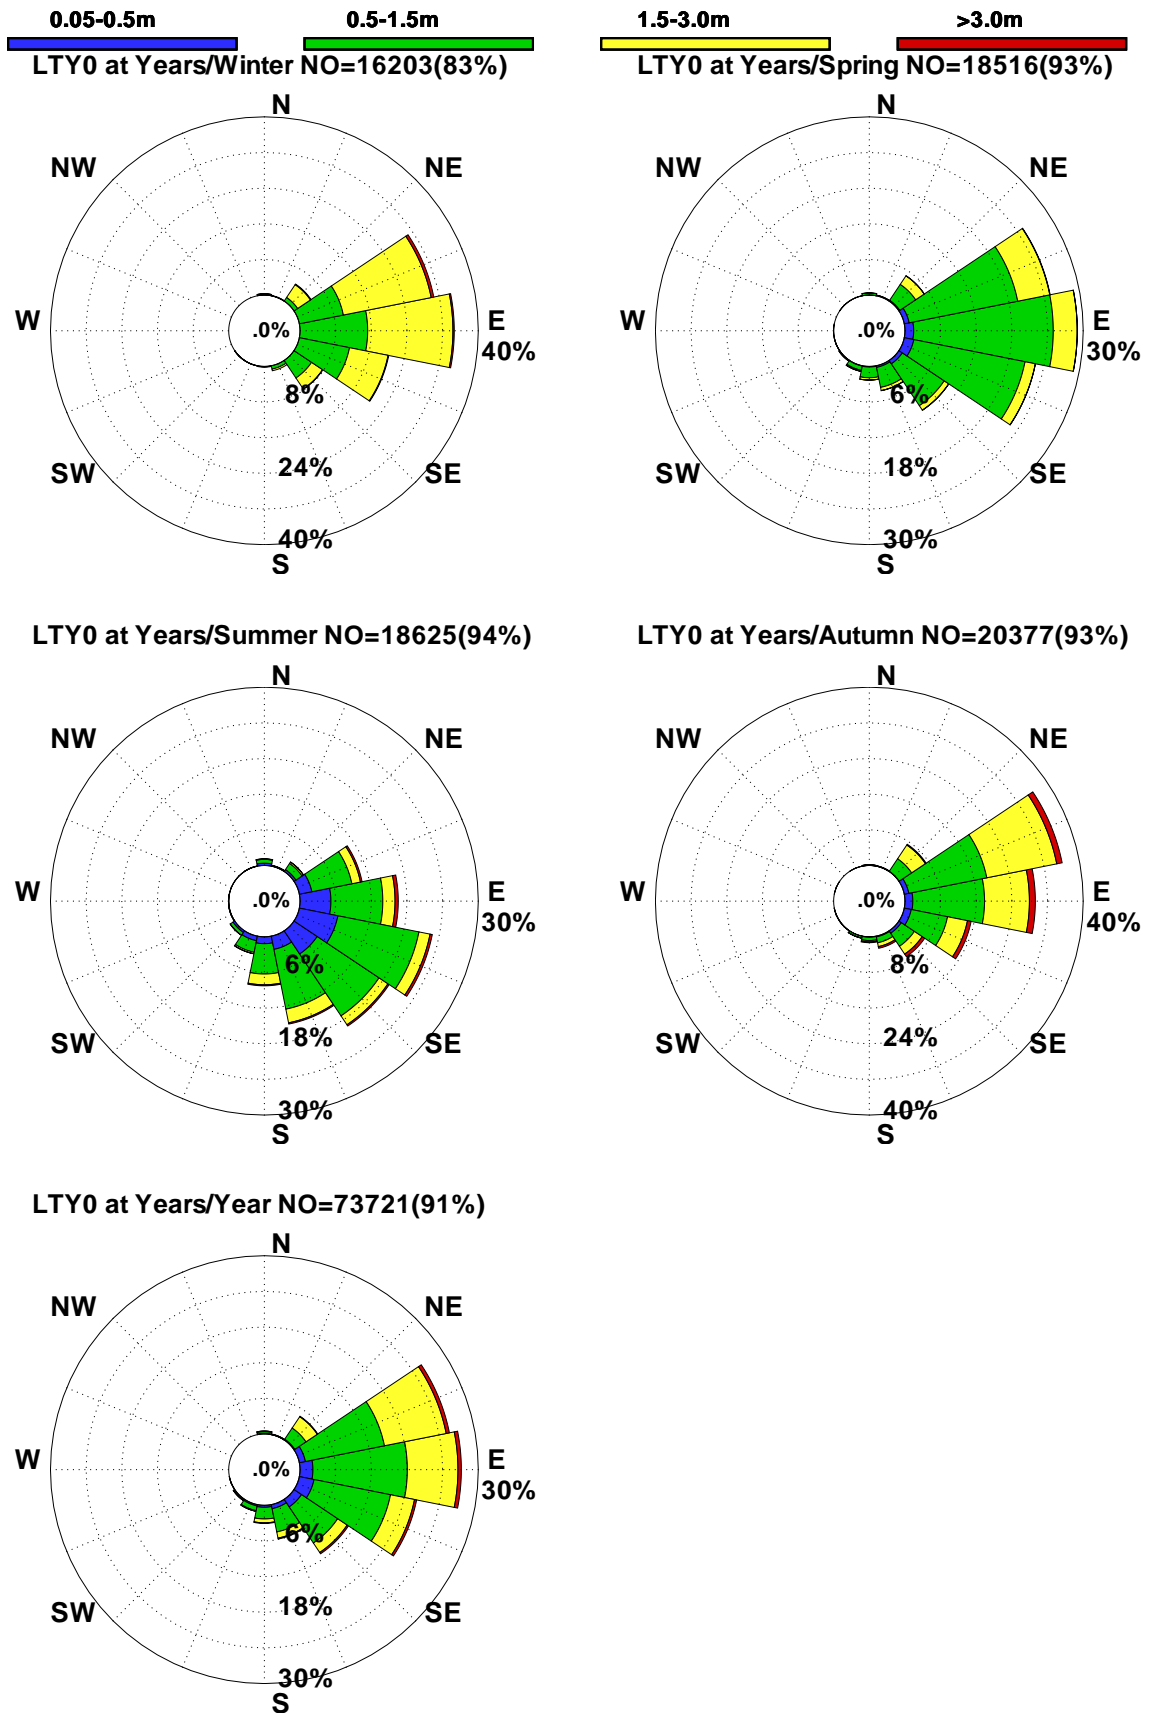 0.05-0.5m 0.5-1.5m 1.5-3.0m >3.0m
LTY0 at Years/Winter NO=16203(83%)
N
NW NE
W .0% E
40%
8%
24%
SW SE
40%
S
LTY0 at Years/Spring NO=18516(93%)
N
NW NE
W .0% E
30%
6%
18%
SW SE
30%
S
LTY0 at Years/Summer NO=18625(94%)
N
NW NE
W .0% E
30%
6%
18%
SW SE
30%
S
LTY0 at Years/Autumn NO=20377(93%)
N
NW NE
W .0% E
40%
8%
24%
SW SE
40%
S
LTY0 at Years/Year NO=73721(91%)
N
NW NE
W .0% E
30%
6%
18%
SW SE
30%
S